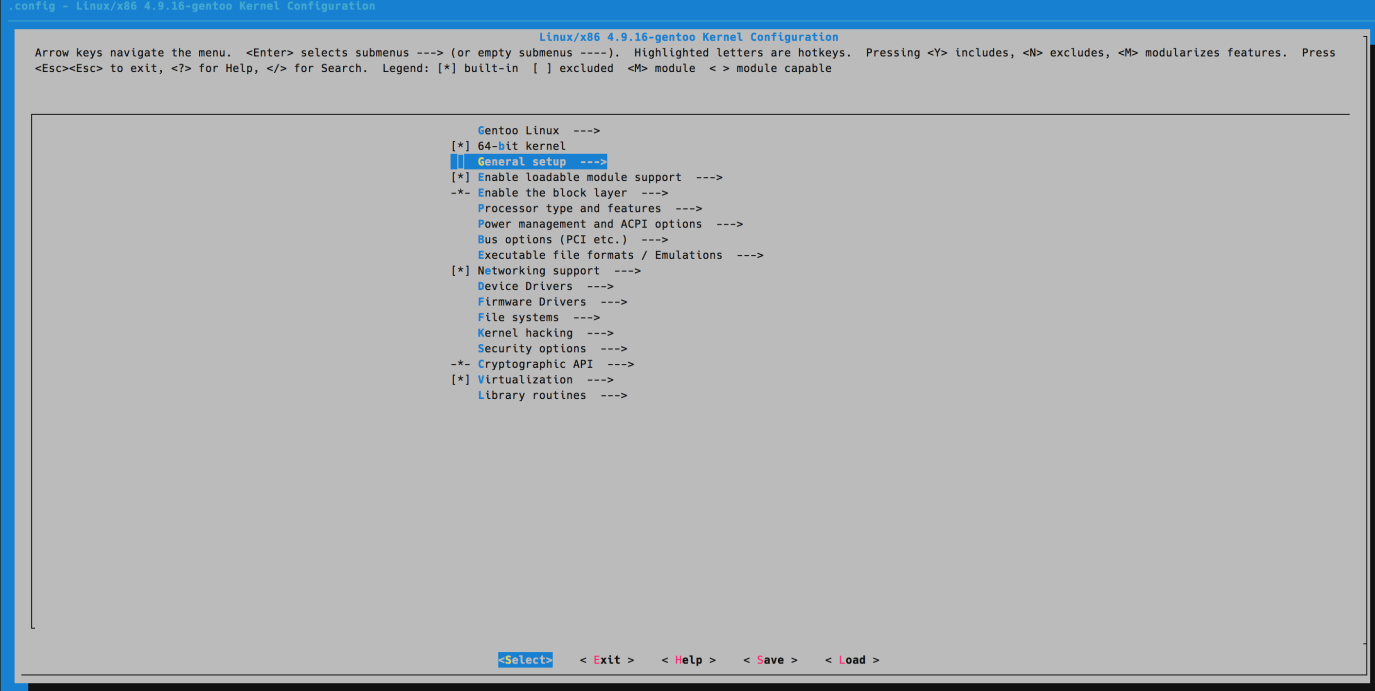 .config - Linux/x86 4.9.16-gentoo Kernel Configuration
Linux/x86 4.9.16-gentoo Kernel Configuration
Arrow keys navigate the menu.  <Enter> selects submenus ---> (or empty submenus ----).  Highlighted letters are hotkeys.  Pressing <Y> includes, <N> excludes, <M> modularizes features.  Press
<Esc><Esc> to exit, <?> for Help, </> for Search.  Legend: [*] built-in  [ ] excluded  <M> module  < > module capable
Gentoo Linux  --->
[*] 64-bit kernel
General setup  --->
[*] Enable loadable module support  --->
-*- Enable the block layer  --->
Processor type and features  --->
Power management and ACPI options  --->
Bus options (PCI etc.)  --->
Executable file formats / Emulations  --->
[*] Networking support  --->
Device Drivers  --->
Firmware Drivers  --->
File systems  --->
Kernel hacking  --->
Security options  --->
-*- Cryptographic API  --->
[*] Virtualization  --->
Library routines  --->
<Select>    < Exit >    < Help >    < Save >    < Load >